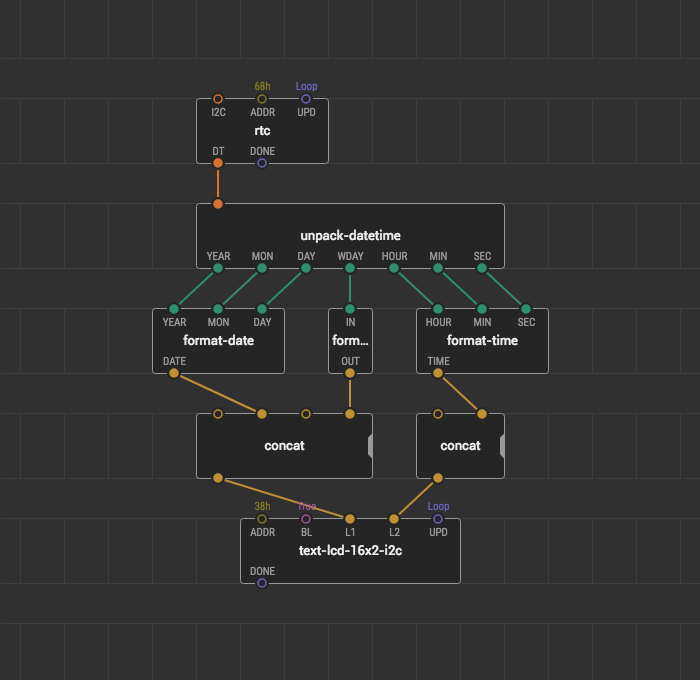 68h Loop
I2C ADDR UPD
rtc
DT DONE
unpack-datetime
YEAR MON DAY WDAY HOUR MIN SEC
YEAR MON DAY IN HOUR MIN SEC
format-date form... format-time
DATE OUT TIME
concat concat
38h True Loop
ADDR BL L1 L2 UPD
text-lcd-16x2-i2c
DONE